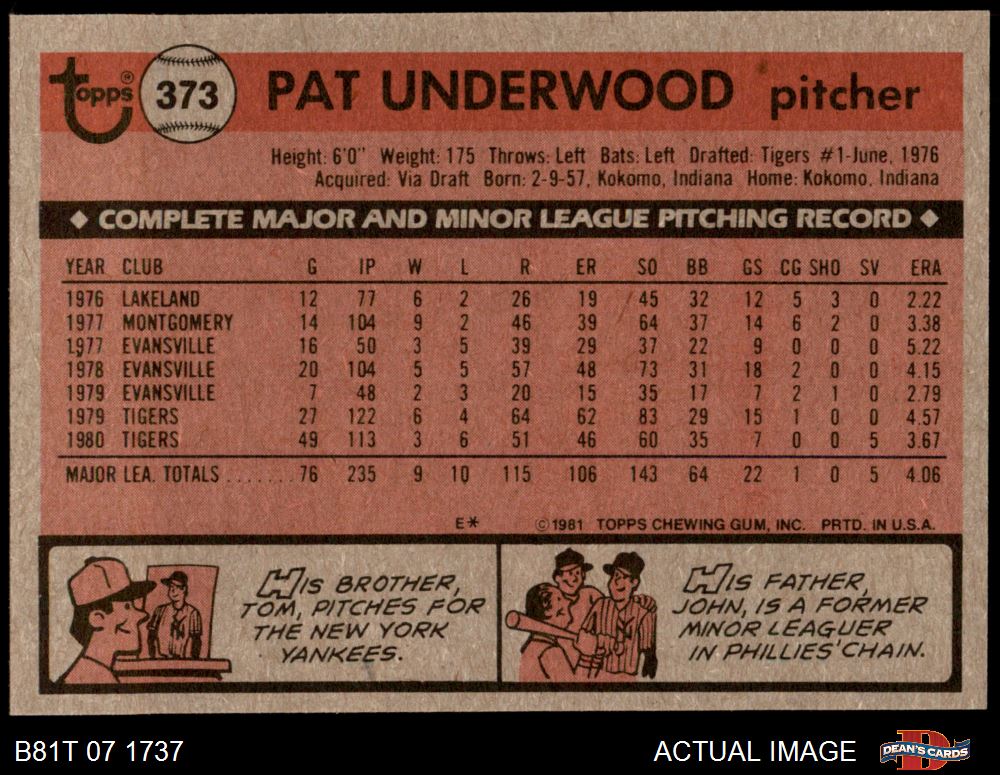 topps® 373 PAT UNDERWOOD pitcher
Height: 6'0" Weight: 175 Throws: Left Bats: Left Drafted: Tigers #1-June, 1976
Acquired: Via Draft Born: 2-9-57, Kokomo, Indiana Home: Kokomo, Indiana
◆ COMPLETE MAJOR AND MINOR LEAGUE PITCHING RECORD ◆
YEAR CLUB G IP W L R ER SO BB GS CG SHO SV ERA
1976 LAKELAND 12 77 6 2 26 19 45 32 12 5 3 0 2.22
1977 MONTGOMERY 14 104 9 2 46 39 64 37 14 6 2 0 3.38
1977 EVANSVILLE 16 50 3 5 39 29 37 22 9 0 0 0 5.22
1978 EVANSVILLE 20 104 5 5 57 48 73 31 18 2 0 0 4.15
1979 EVANSVILLE 7 48 2 3 20 15 35 17 7 2 1 0 2.79
1979 TIGERS 27 122 6 4 64 62 83 29 15 1 0 0 4.57
1980 TIGERS 49 113 3 6 51 46 60 35 7 0 0 5 3.67
MAJOR LEA. TOTALS ....... 76 235 9 10 115 106 143 64 22 1 0 5 4.06
E* ©1981 TOPPS CHEWING GUM, INC. PRTD. IN U.S.A.
HIS BROTHER,
TOM, PITCHES FOR
THE NEW YORK
YANKEES.
HIS FATHER,
JOHN, IS A FORMER
MINOR LEAGUER
IN PHILLIES' CHAIN.
B81T 07 1737 ACTUAL IMAGE DEAN'S CARDS